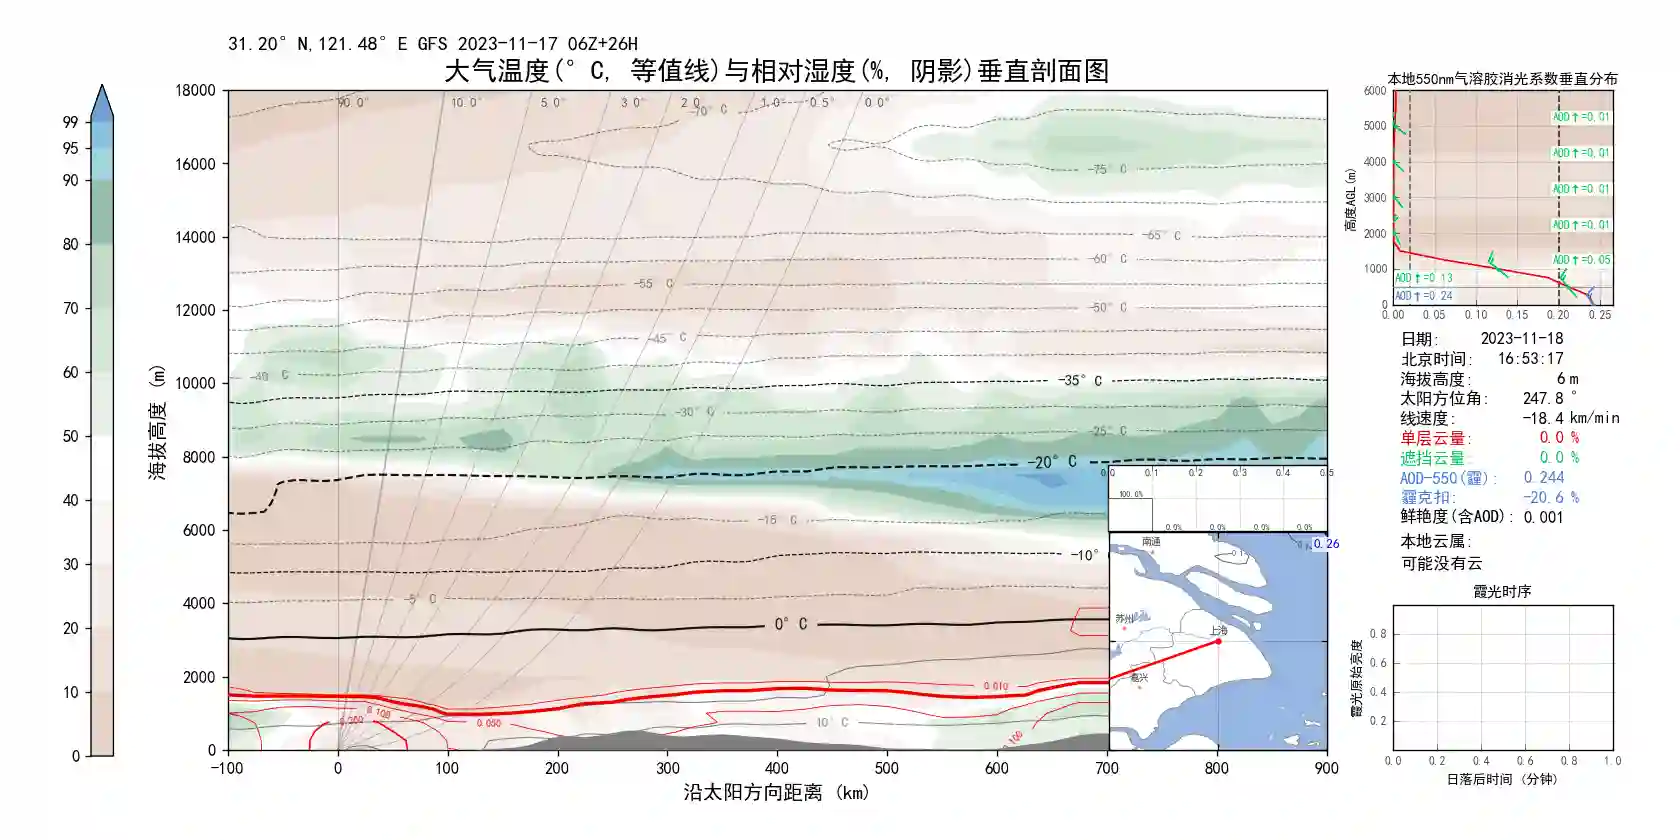 31.20° N,121.48° E GFS 2023-11-17 06Z+26H
大气温度(° C, 等值线)与相对湿度(%, 阴影)垂直剖面图
99
95
90
80
70
60
50
40
30
20
10
0
海拔高度 (m)
18000
16000
14000
12000
10000
8000
6000
4000
2000
0
90.0° 10.0° 5.0° 3.0° 2.0 1.0° 0.5° 0.0°
-70° C
-75° C
-65° C
-60° C
-55 C
-50° C
-45° C
-40 C
-35° C
-30° C
-25° C
-20° C
-15 C
-10°
-5° C
0° C
10° C
0.010
0.050
0.100
0.200
.100
-100 0 100 200 300 400 500 600 700 800 900
沿太阳方向距离 (km)
0.0 0.1 0.2 0.3 0.4 0.5
100.0%
0.0% 0.0% 0.0% 0.0%
南通
苏州
上海
嘉兴
0.26
本地550nm气溶胶消光系数垂直分布
高度AGL(m)
6000
5000
4000
3000
2000
1000
0
AOD↑=0.01
AOD↑=0.01
AOD↑=0.01
AOD↑=0.01
AOD↑=0.05
AOD↑=0.13
AOD↑=0.24
0.00 0.05 0.10 0.15 0.20 0.25
日期: 2023-11-18
北京时间: 16:53:17
海拔高度: 6 m
太阳方位角: 247.8 °
线速度: -18.4 km/min
单层云量: 0.0 %
遮挡云量: 0.0 %
AOD-550(霾): 0.244
霾克扣: -20.6 %
鲜艳度(含AOD): 0.001
本地云属:
可能没有云
霞光时序
霞光原始亮度
0.8
0.6
0.4
0.2
0.0 0.2 0.4 0.6 0.8 1.0
日落后时间 (分钟)